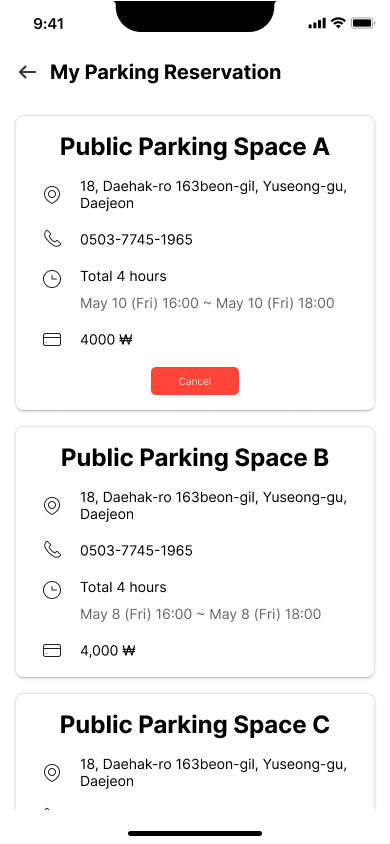 9:41
My Parking Reservation
Public Parking Space A
18, Daehak-ro 163beon-gil, Yuseong-gu,
Daejeon
0503-7745-1965
Total 4 hours
May 10 (Fri) 16:00 ~ May 10 (Fri) 18:00
4000 ₩
Cancel
Public Parking Space B
18, Daehak-ro 163beon-gil, Yuseong-gu,
Daejeon
0503-7745-1965
Total 4 hours
May 8 (Fri) 16:00 ~ May 8 (Fri) 18:00
4,000 ₩
Public Parking Space C
18, Daehak-ro 163beon-gil, Yuseong-gu,
Daejeon